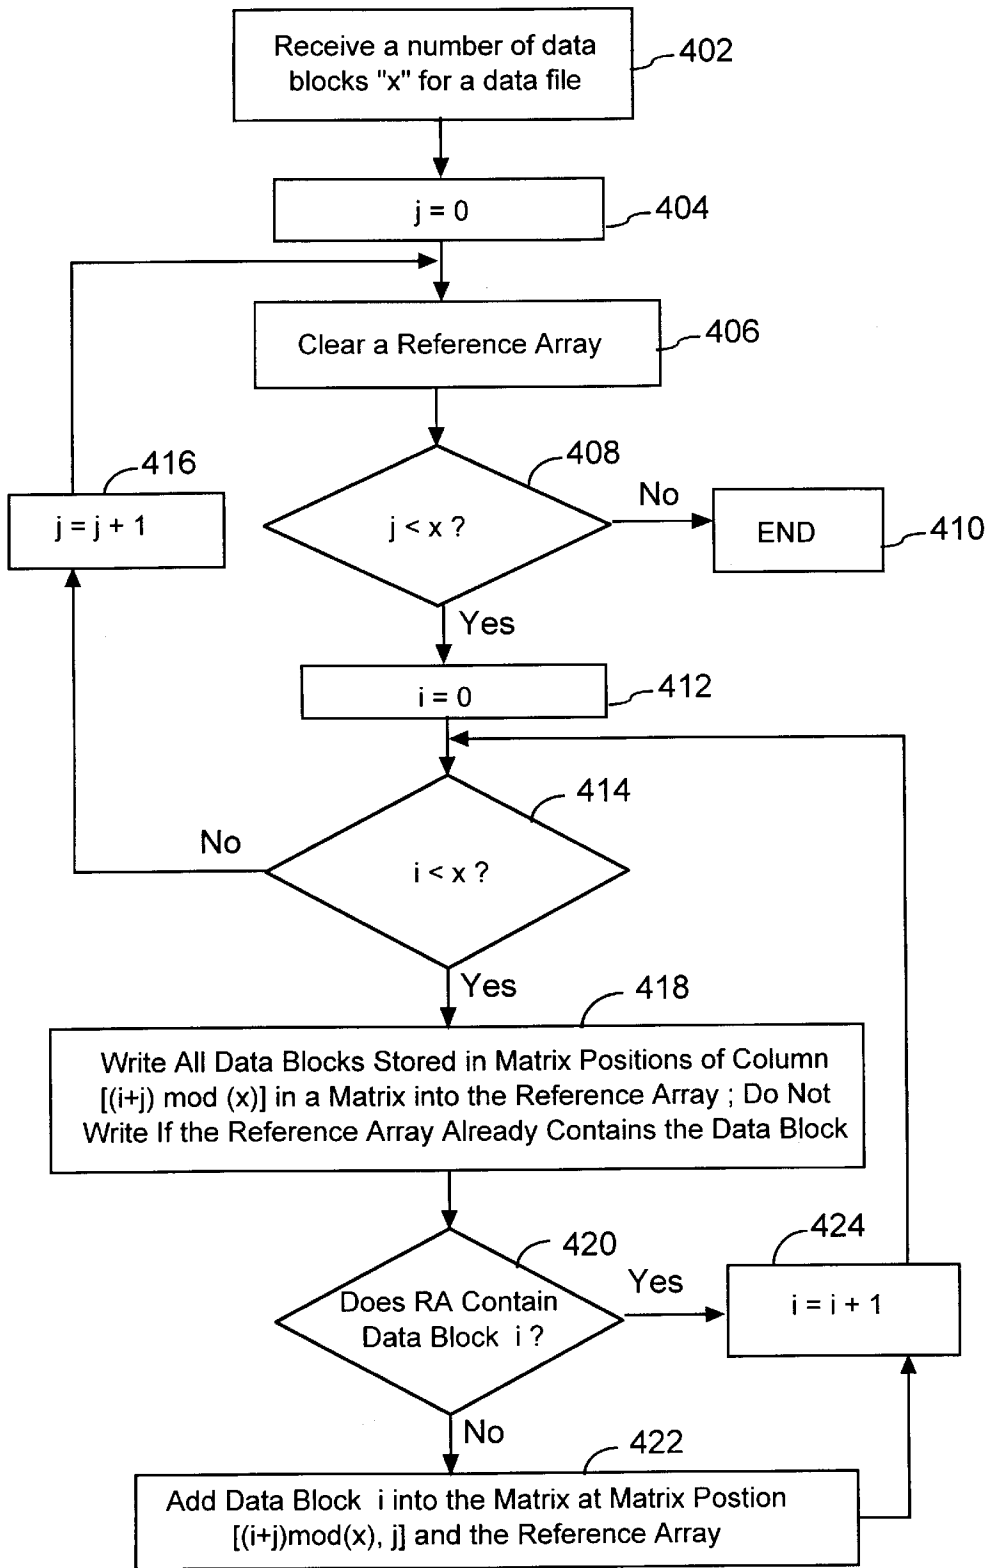 Receive a number of data
blocks "x" for a data file
402
j = 0
404
Clear a Reference Array
406
416
j = j + 1
408
j < x ?
No
END
410
Yes
i = 0
412
414
No
i < x ?
Yes
418
Write All Data Blocks Stored in Matrix Positions of Column
[(i+j) mod (x)] in a Matrix into the Reference Array ; Do Not
Write If the Reference Array Already Contains the Data Block
420
Does RA Contain
Data Block i ?
Yes
424
i = i + 1
No
422
Add Data Block i into the Matrix at Matrix Postion
[(i+j)mod(x), j] and the Reference Array